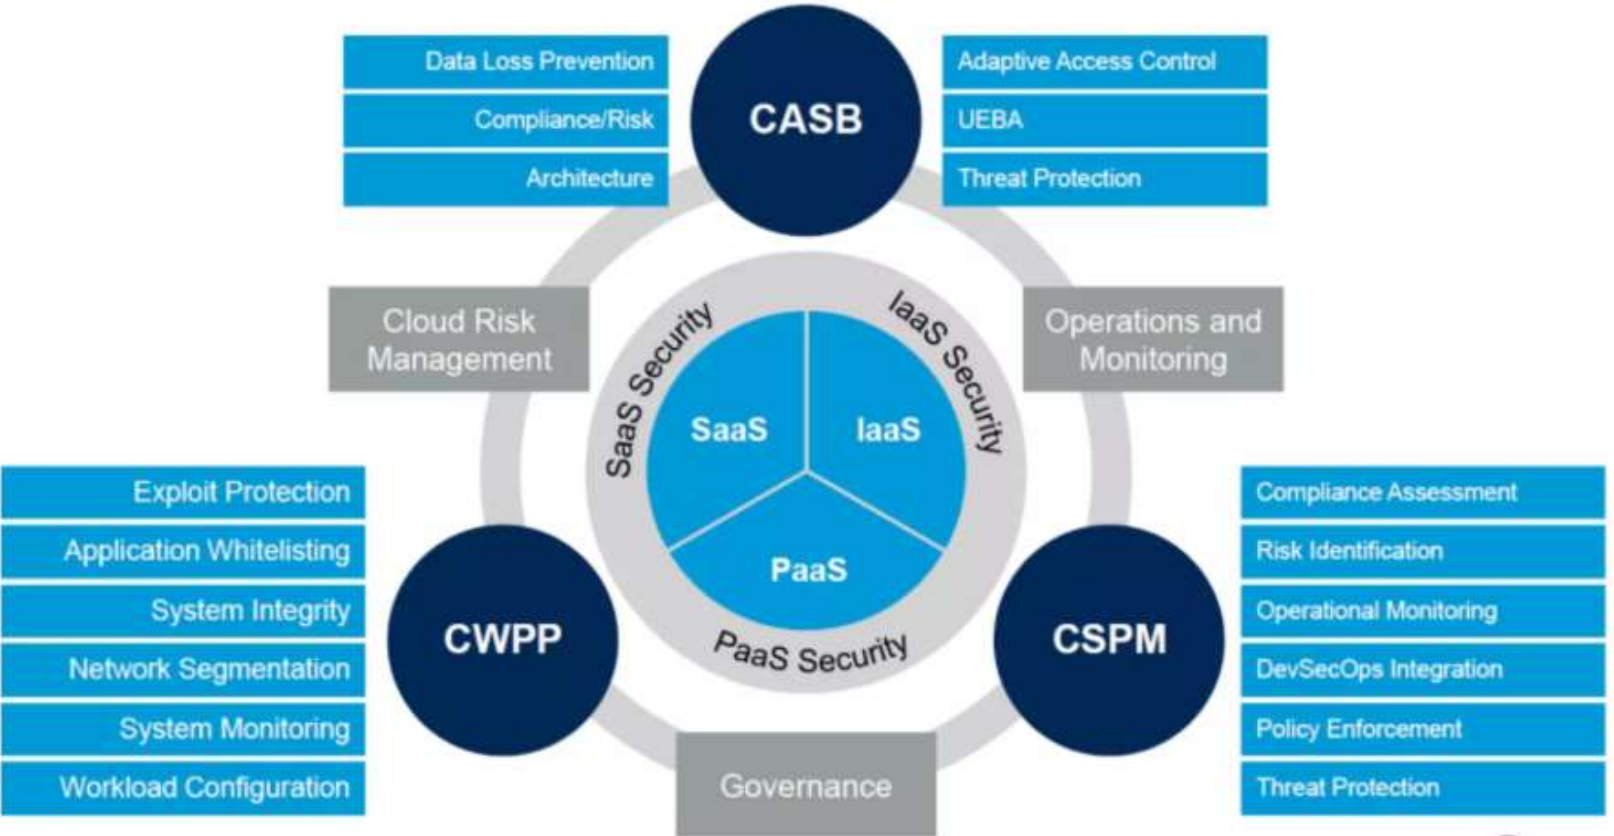 Data Loss Prevention
Compliance/Risk
Architecture
CASB
Adaptive Access Control
UEBA
Threat Protection
Cloud Risk
Management
Operations and
Monitoring
SaaS Security
IaaS Security
SaaS
IaaS
PaaS
PaaS Security
Exploit Protection
Application Whitelisting
System Integrity
Network Segmentation
System Monitoring
Workload Configuration
CWPP
CSPM
Compliance Assessment
Risk Identification
Operational Monitoring
DevSecOps Integration
Policy Enforcement
Threat Protection
Governance